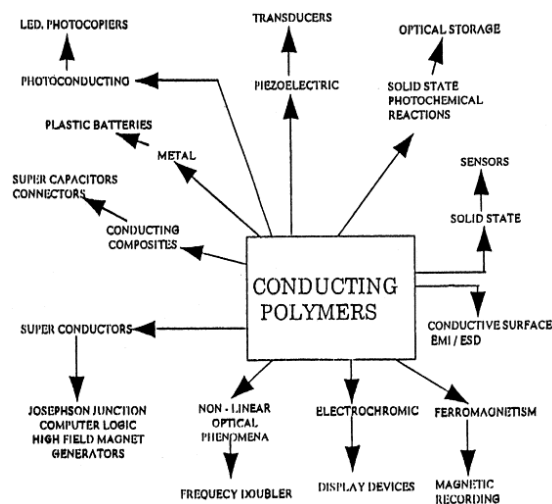 LED. PHOTOCOPIERS
TRANSDUCERS
OPTICAL STORAGE
PHOTOCONDUCTING
PIEZOELECTRIC
SOLID STATE
PHOTOCHEMICAL
REACTIONS
PLASTIC BATTERIES
METAL
SENSORS
SUPER CAPACITORS
CONNECTORS
SOLID STATE
CONDUCTING
COMPOSITES
CONDUCTING
POLYMERS
SUPER CONDUCTORS
CONDUCTIVE SURFACE
EMI / ESD
JOSEPHSON JUNCTION
COMPUTER LOGIC
HIGH FIELD MAGNET
GENERATORS
NON - LINEAR
OPTICAL
PHENOMENA
ELECTROCHROMIC
FERROMAGNETISM
FREQUECY DOUBLER
DISPLAY DEVICES
MAGNETIC
RECORDING